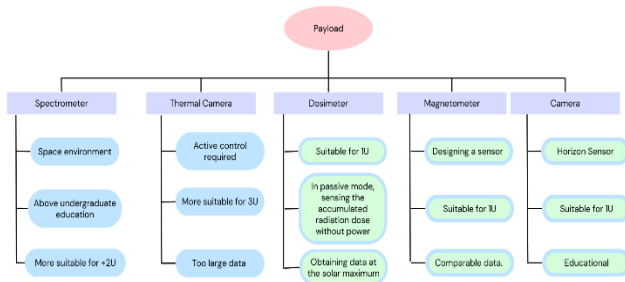 Payload
Spectrometer
Thermal Camera
Dosimeter
Magnetometer
Camera
Space environment
Active control
required
Suitable for 1U
Designing a sensor
Horizon Sensor
Above undergraduate
education
More suitable for 3U
In passive mode,
sensing the
accumulated
radiation dose
without power
Suitable for 1U
Suitable for 1U
More suitable for +2U
Too large data
Obtaining data at
the solar maximum
Comparable data.
Educational